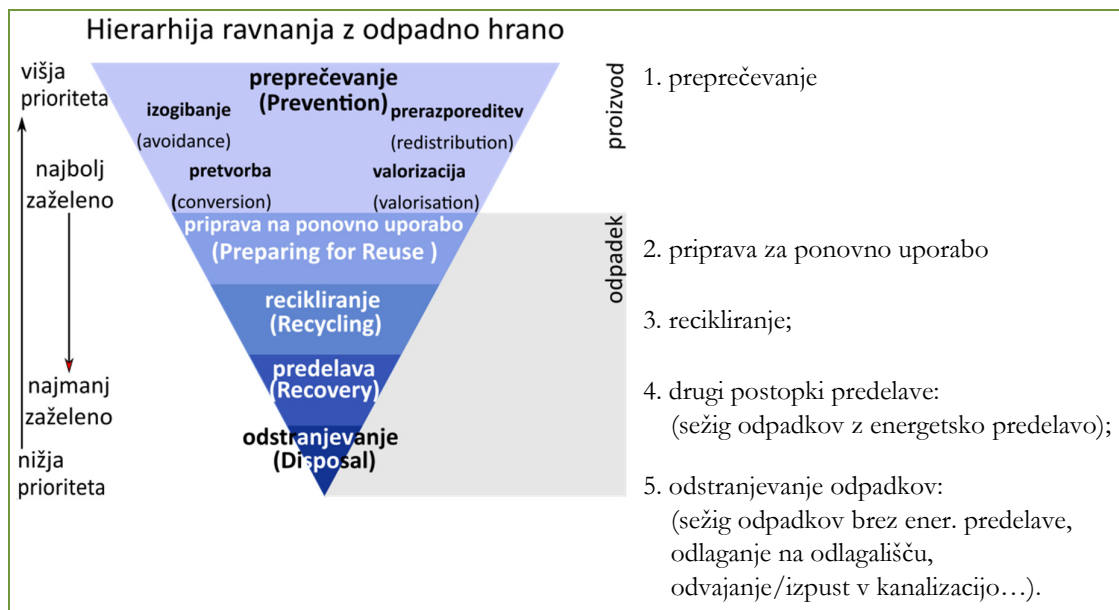 Hierarhija ravnanja z odpadno hrano
višja
prioriteta
najbolj
zaželeno
najmanj
zaželeno
nižja
prioriteta
preprečevanje
(Prevention)
izogibanje
(avoidance)
prerazporeditev
(redistribution)
pretvorba
(conversion)
valorizacija
(valorisation)
priprava na ponovno uporabo
(Preparing for Reuse )
recikliranje
(Recycling)
predelava
(Recovery)
odstranjevanje
(Disposal)
proizvod
odpadek
1. preprečevanje
2. priprava za ponovno uporabo
3. recikliranje;
4. drugi postopki predelave:
(sežig odpadkov z energetsko predelavo);
5. odstranjevanje odpadkov:
(sežig odpadkov brez ener. predelave,
odlaganje na odlagališču,
odvajanje/izpust v kanalizacijo…).